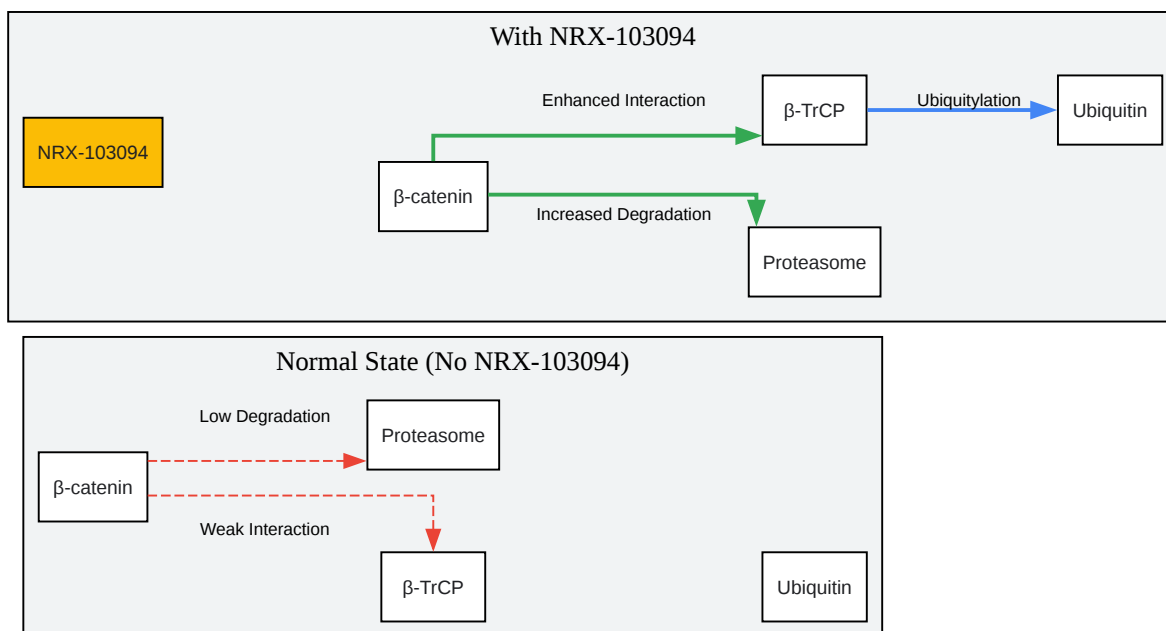 With NRX-103094
Enhanced Interaction
β-TrCP
Ubiquitylation
Ubiquitin
NRX-103094
β-catenin
Increased Degradation
Proteasome
Normal State (No NRX-103094)
Low Degradation
Proteasome
β-catenin
Weak Interaction
β-TrCP
Ubiquitin